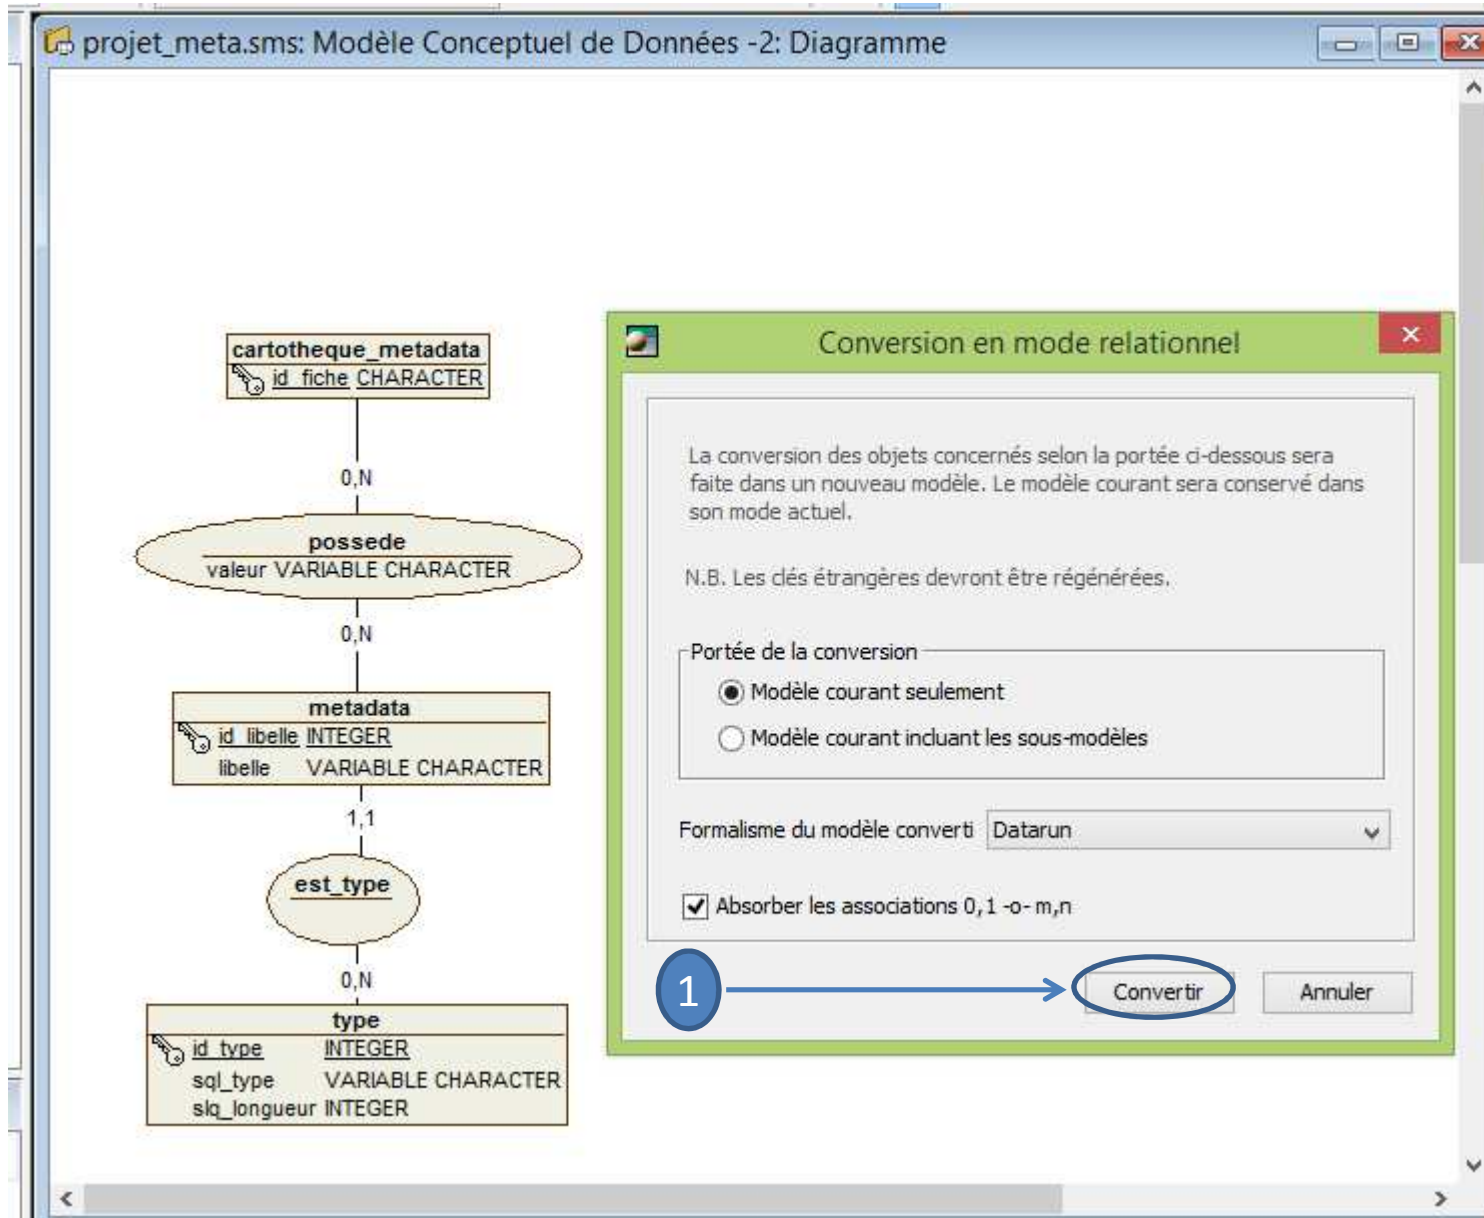 projet_meta.sms: Modèle Conceptuel de Données -2: Diagramme
cartotheque_metadata
id_fiche CHARACTER
0,N
possede
valeur VARIABLE CHARACTER
0,N
metadata
id_libelle INTEGER
libelle VARIABLE CHARACTER
1,1
est_type
0,N
type
id_type INTEGER
sql_type VARIABLE CHARACTER
slq_longueur INTEGER
Conversion en mode relationnel
La conversion des objets concernés selon la portée ci-dessous sera
faite dans un nouveau modèle. Le modèle courant sera conservé dans
son mode actuel.
N.B. Les clés étrangères devront être régénérées.
Portée de la conversion
Modèle courant seulement
Modèle courant incluant les sous-modèles
Formalisme du modèle converti Datarun
Absorber les associations 0,1 -o- m,n
1
Convertir Annuler